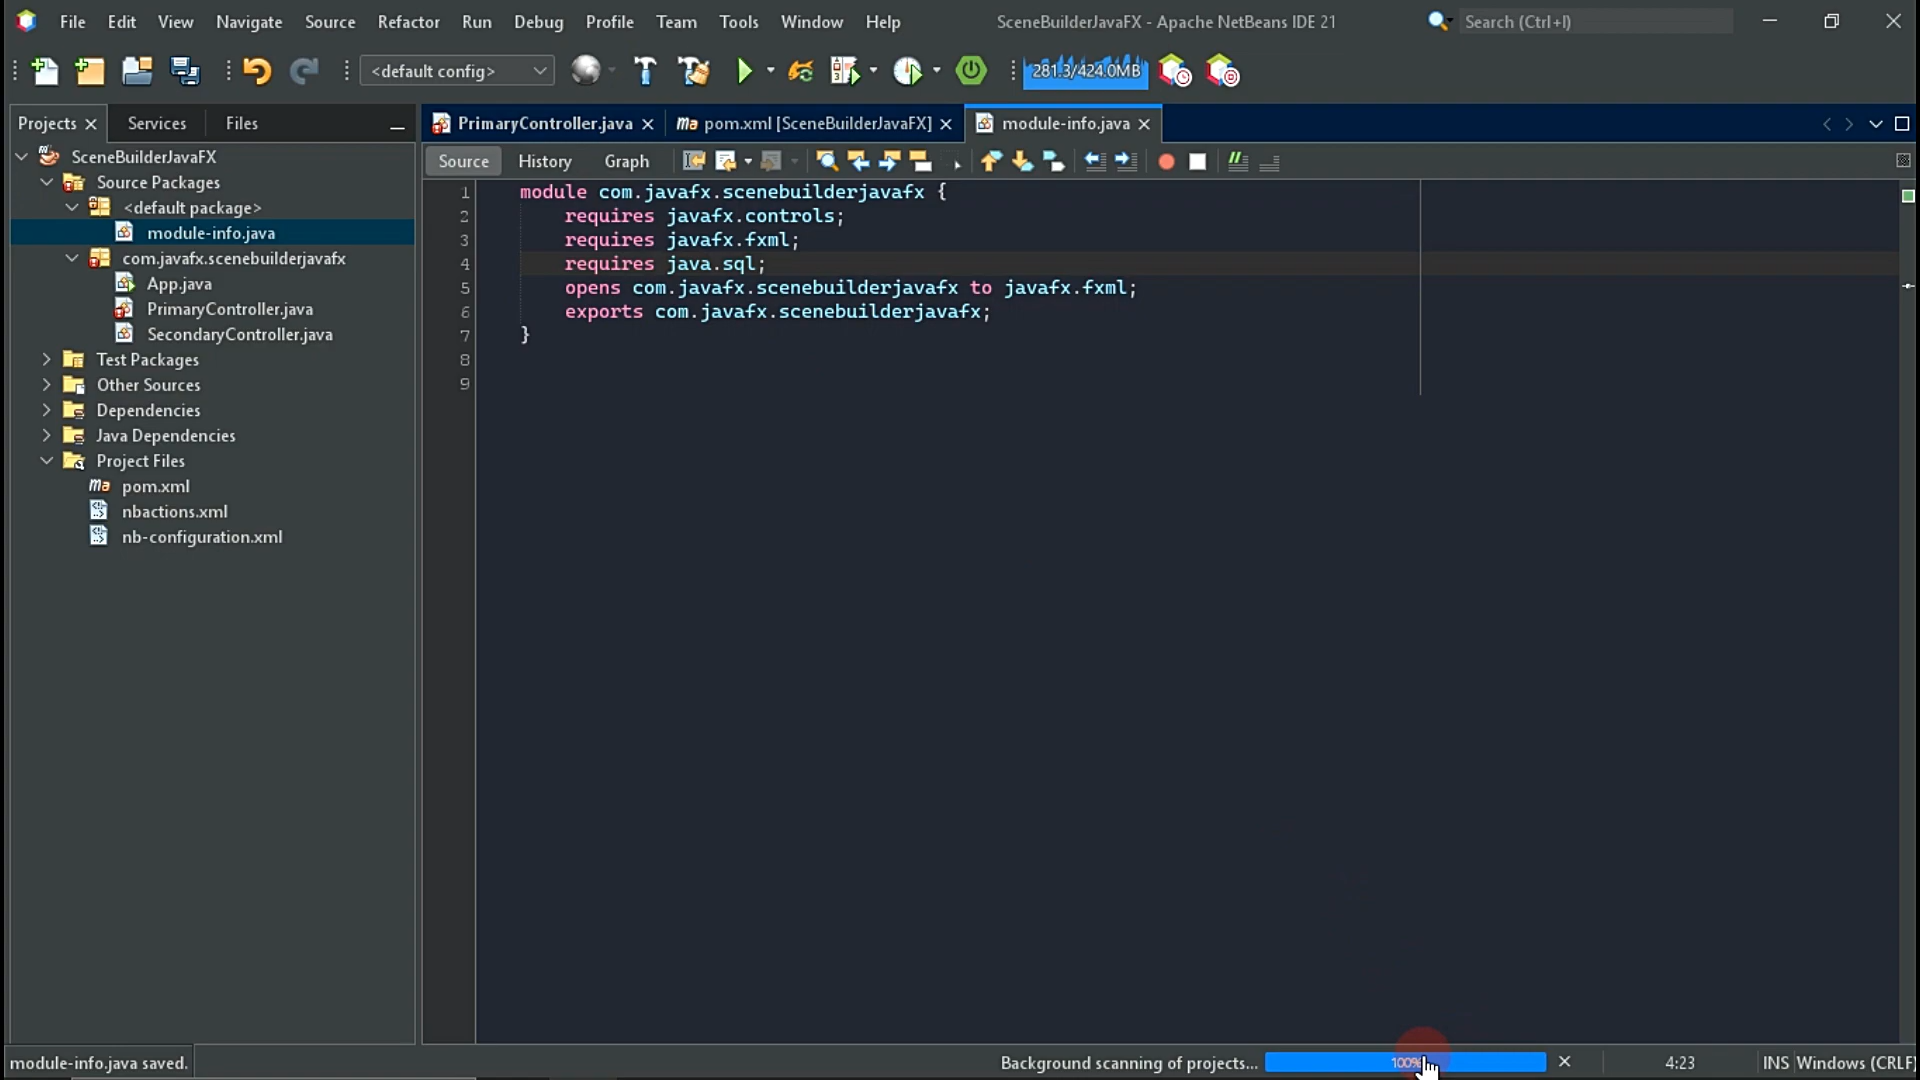 File Edit View Navigate Source Refactor Run Debug Profile Team Tools Window Help SceneBuilderJavaFX - Apache NetBeans IDE 21 Search (Ctrl+I)
<default config> 281.3/424.0MB
Projects Services Files PrimaryController.java pom.xml [SceneBuilderJavaFX] module-info.java
Source History Graph
SceneBuilderJavaFX
Source Packages
<default package>
module-info.java
com.javafx.scenebuilderjavafx
App.java
PrimaryController.java
SecondaryController.java
Test Packages
Other Sources
Dependencies
Java Dependencies
Project Files
pom.xml
nbactions.xml
nb-configuration.xml
1 module com.javafx.scenebuilderjavafx {
2 requires javafx.controls;
3 requires javafx.fxml;
4 requires java.sql;
5 opens com.javafx.scenebuilderjavafx to javafx.fxml;
6 exports com.javafx.scenebuilderjavafx;
7 }
8
9
module-info.java saved. Background scanning of projects... 100% 4:23 INS Windows (CRLF)